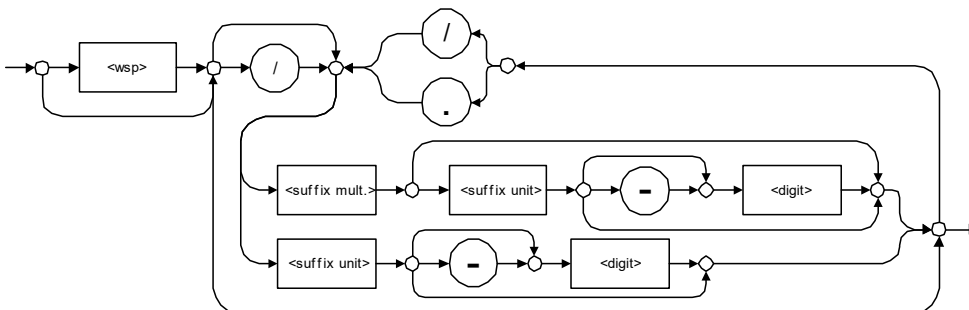 /
<wsp>
/
.
<suffix mult.>
<suffix unit>
-
<digit>
<suffix unit>
-
<digit>